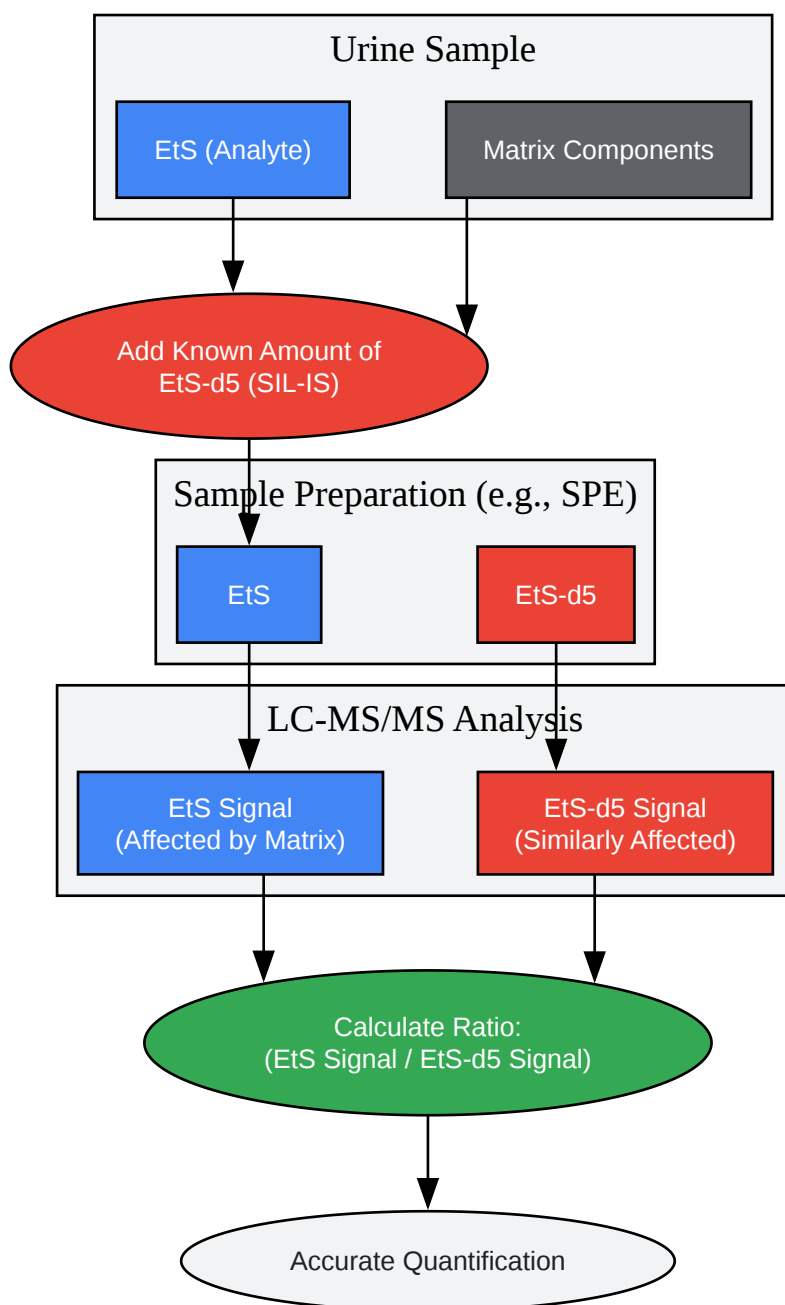 Urine Sample
EtS (Analyte)
Matrix Components
Add Known Amount of
EtS-d5 (SIL-IS)
Sample Preparation (e.g., SPE)
EtS
EtS-d5
LC-MS/MS Analysis
EtS Signal
(Affected by Matrix)
EtS-d5 Signal
(Similarly Affected)
Calculate Ratio:
(EtS Signal / EtS-d5 Signal)
Accurate Quantification